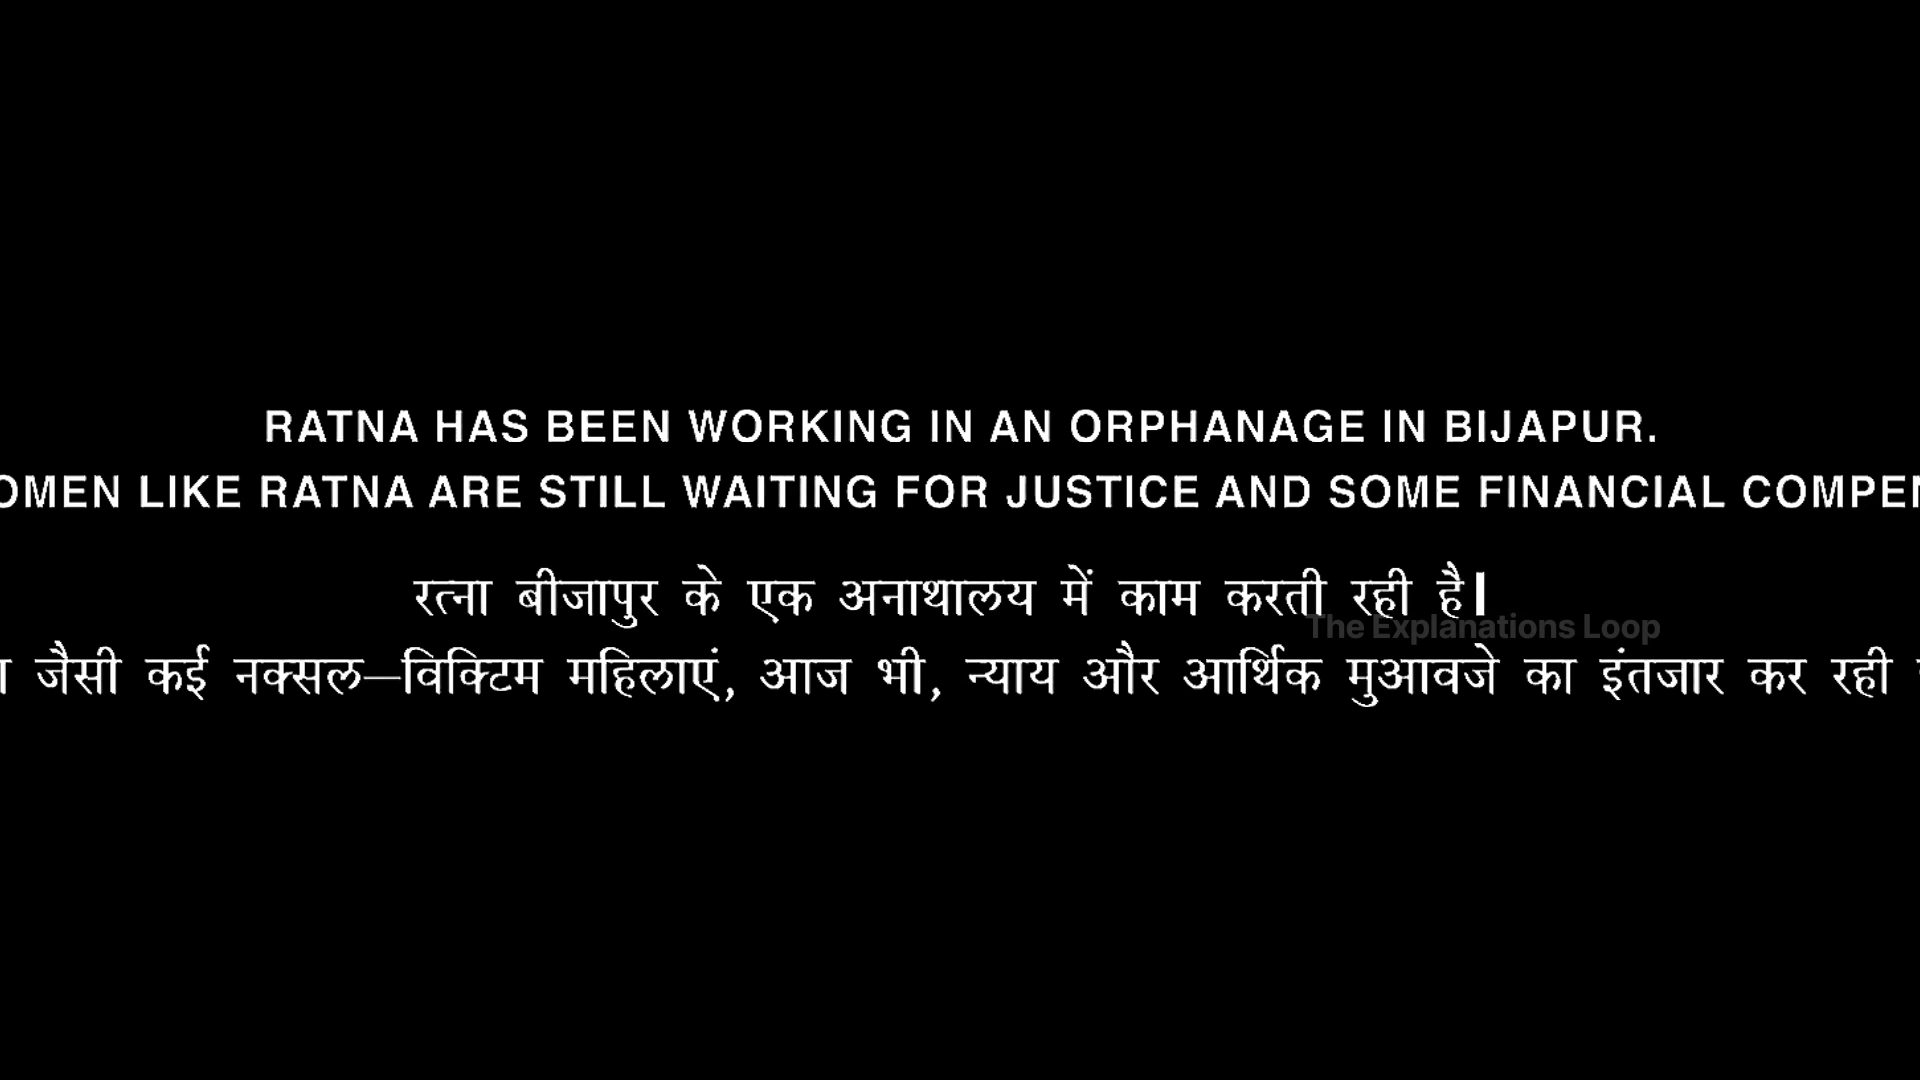 RATNA HAS BEEN WORKING IN AN ORPHANAGE IN BIJAPUR.
LIKE RATNA ARE STILL WAITING FOR JUSTICE AND SOME FINANCIAL
रत्ना बीजापुर के एक अनाथालय में काम करती रही है।
The Explanations Loop
जैसी कई नक्सल–विक्टिम महिलाएं, आज भी, न्याय और आर्थिक मुआवजे का इंतजार कर रही